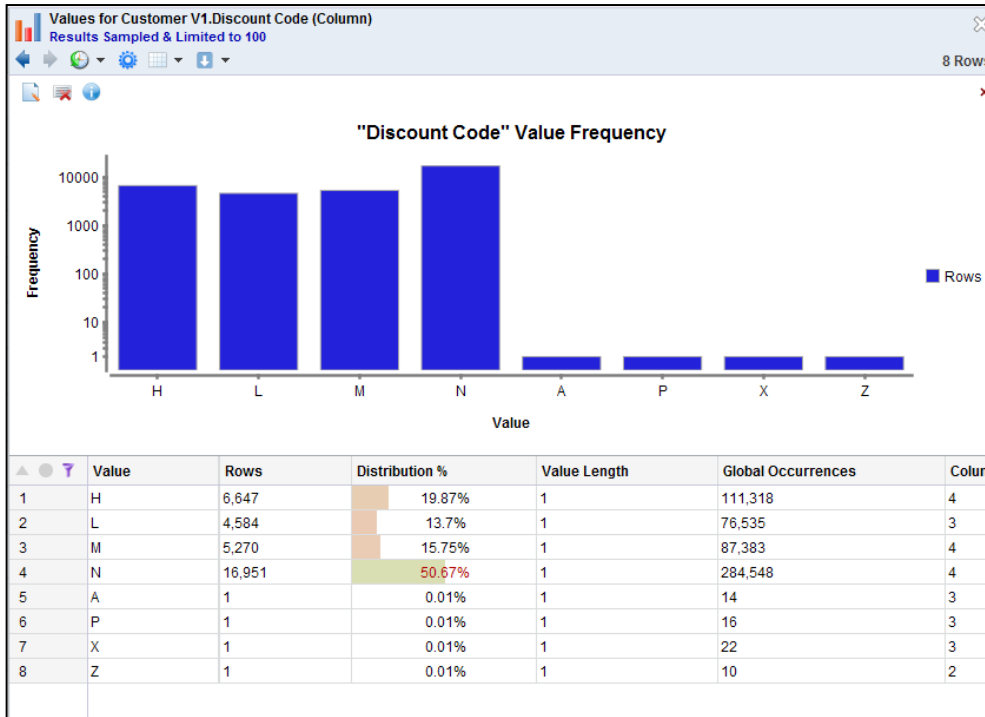 Values for Customer V1.Discount Code (Column)
Results Sampled & Limited to 100
8 Rows
"Discount Code" Value Frequency
10000
1000
100
10
1
Frequency
Rows
H L M N A P X Z
Value
Value Rows Distribution % Value Length Global Occurrences Colum
1 H 6,647 19.87% 1 111,318 4
2 L 4,584 13.7% 1 76,535 3
3 M 5,270 15.75% 1 87,383 4
4 N 16,951 50.67% 1 284,548 4
5 A 1 0.01% 1 14 3
6 P 1 0.01% 1 16 3
7 X 1 0.01% 1 22 3
8 Z 1 0.01% 1 10 2